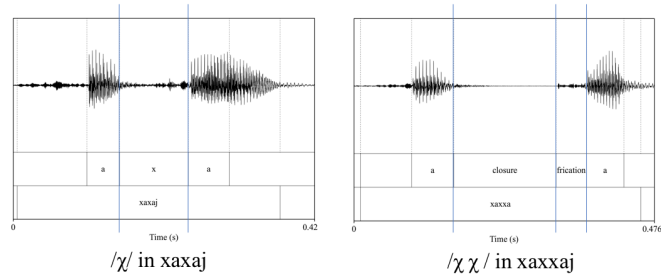 a x a
xaxaj
0 0.42
Time (s)
/χ/ in xaxaj
a closure frication a
xaxxa
0 0.476
Time (s)
/χ χ / in xaxxaj